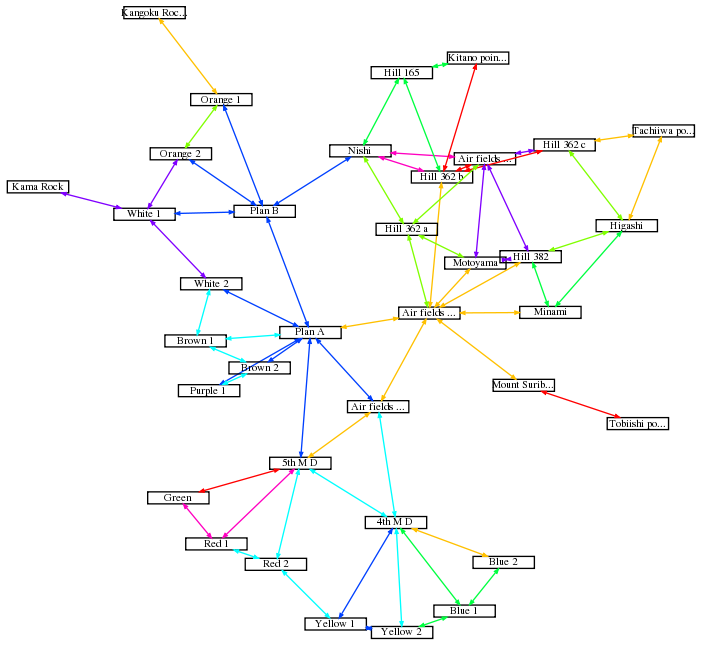 Kangoku Roc...
Kitano poin...
Hill 165
Orange 1
Tachiiwa po...
Hill 362 c
Nishi
Orange 2
Air fields ...
Hill 362 b
Kama Rock
White 1
Plan B
Higashi
Hill 362 a
Hill 382
Motoyama
White 2
Air fields ...
Minami
Plan A
Brown 1
Brown 2
Mount Surib...
Purple 1
Air fields ...
Tobiishi po...
5th M D
Green
4th M D
Red 1
Red 2
Blue 2
Blue 1
Yellow 1
Yellow 2